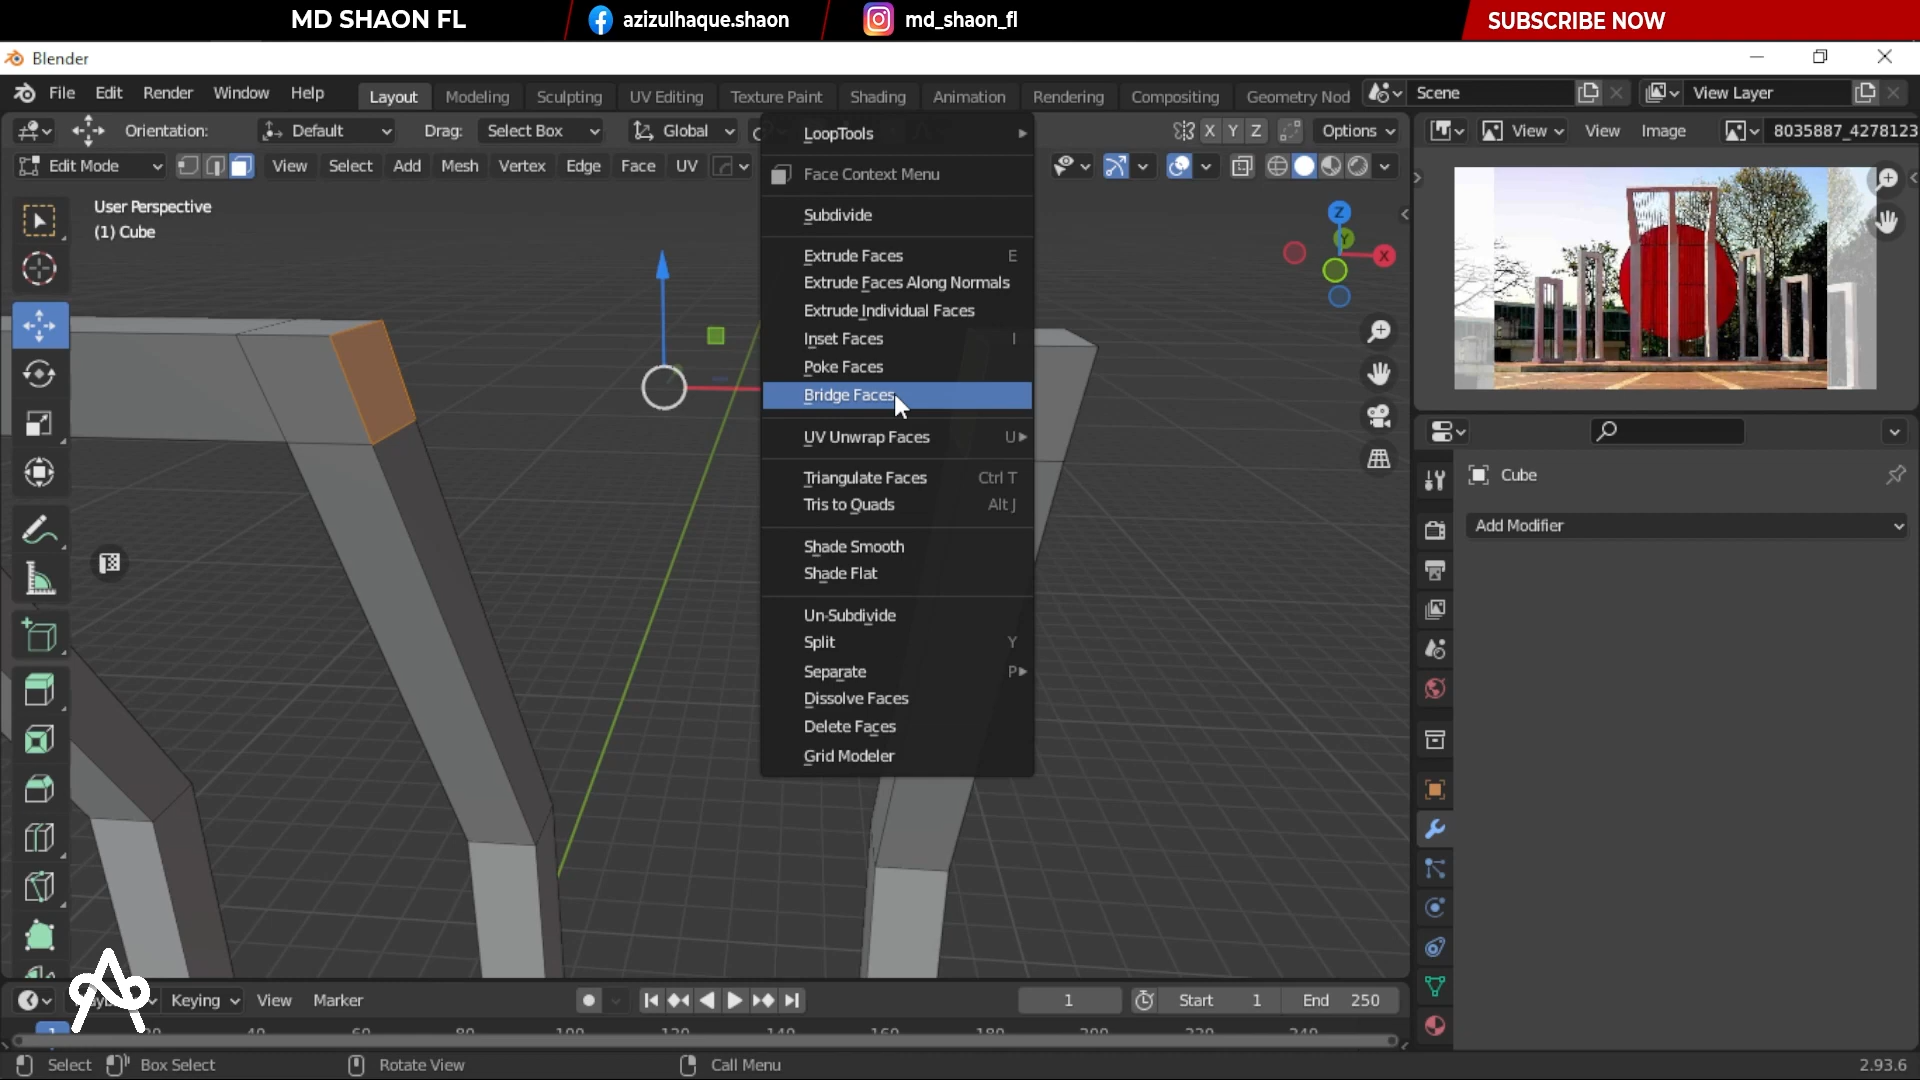 MD SHAON FL
azizulhaque.shaon
md_shaon_fl
SUBSCRIBE NOW
Blender
File Edit Render Window Help
Layout Modeling Sculpting UV Editing Texture Paint Shading Animation Rendering Compositing Geometry Nod
Scene
View Layer
Orientation: Default Drag: Select Box Global
X Y Z Options
View View Image 8035887_4278123
Edit Mode View Select Add Mesh Vertex Edge Face UV
User Perspective
(1) Cube
LoopTools
Face Context Menu
Subdivide
Extrude Faces E
Extrude Faces Along Normals
Extrude Individual Faces
Inset Faces I
Poke Faces
Bridge Faces
UV Unwrap Faces U
Triangulate Faces Ctrl T
Tris to Quads Alt J
Shade Smooth
Shade Flat
Un-Subdivide
Split Y
Separate P
Dissolve Faces
Delete Faces
Grid Modeler
Z
Y
X
Cube
Add Modifier
Keying View Marker
1 Start 1 End 250
Select Box Select Rotate View Call Menu
2.93.6